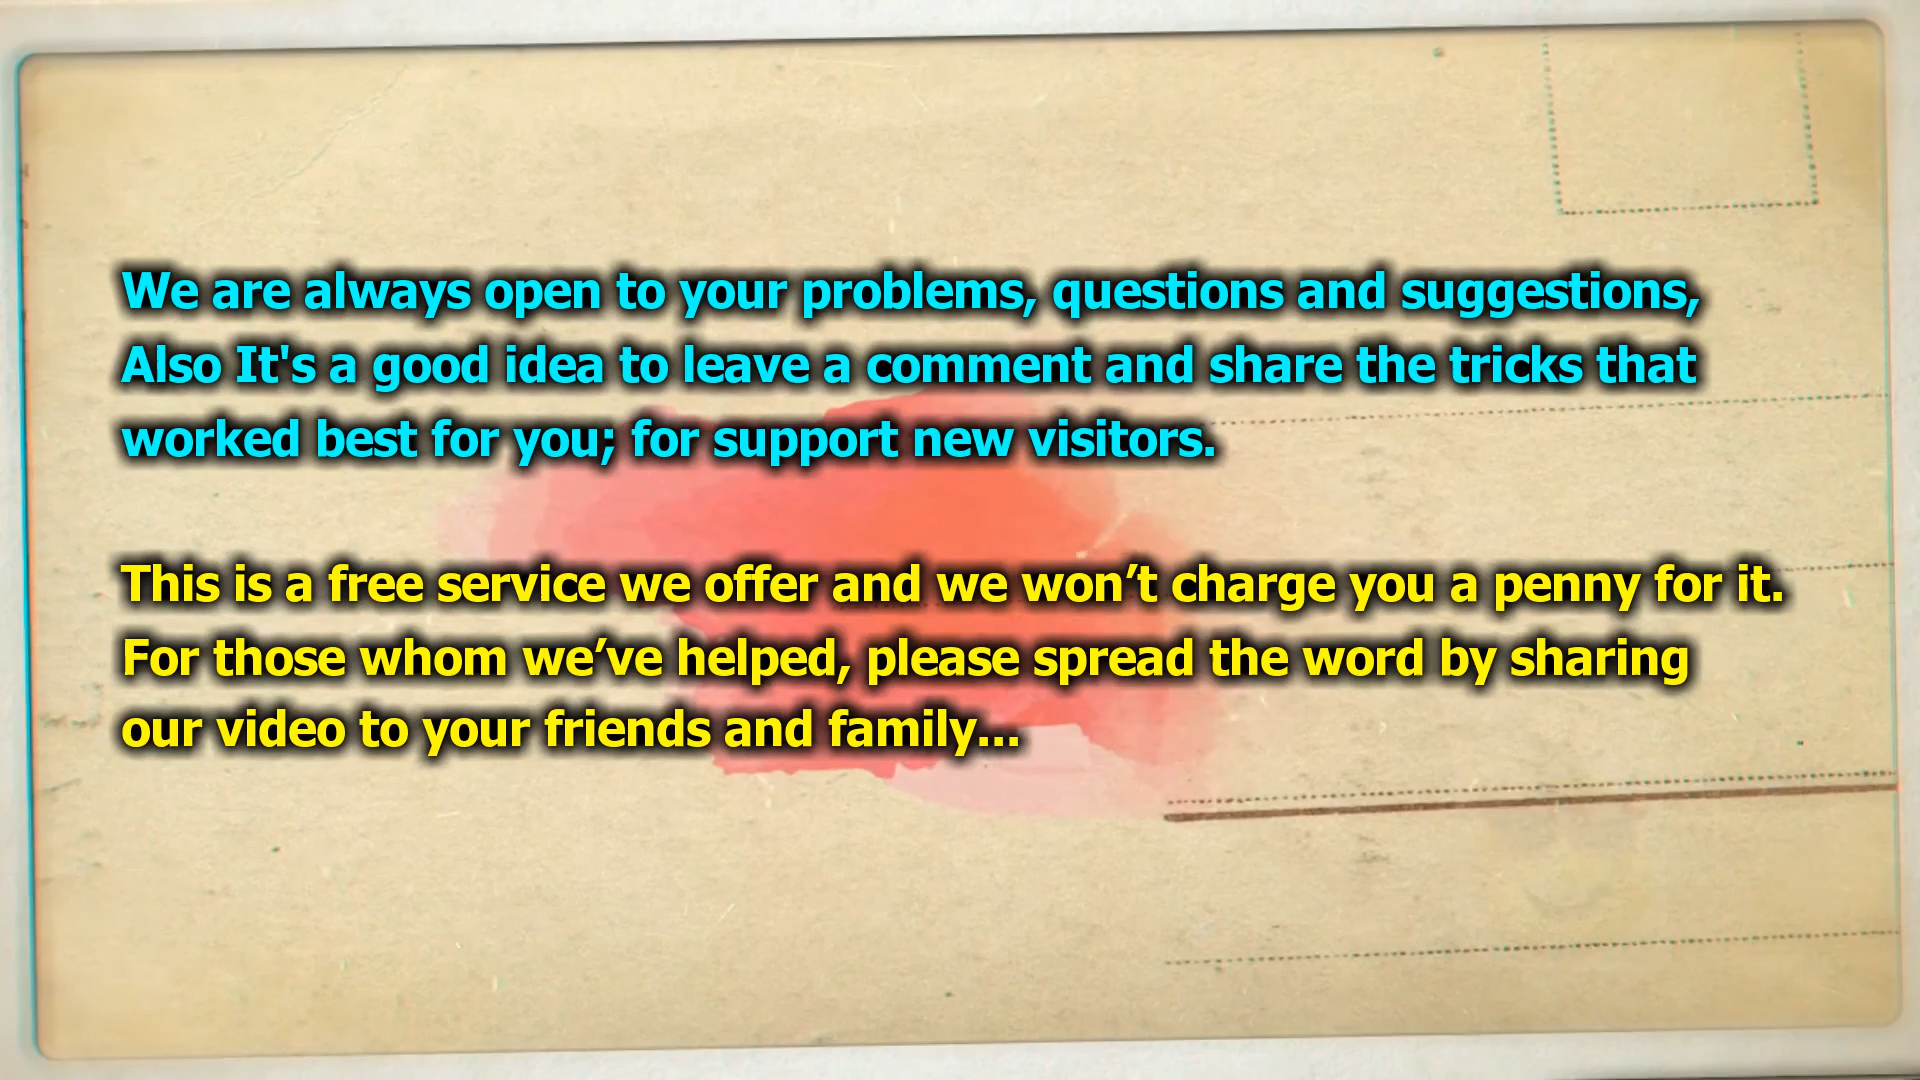 We are always open to your problems, questions and suggestions,
Also It's a good idea to leave a comment and share the tricks that
worked best for you; for support new visitors.
This is a free service we offer and we won’t charge you a penny for it.
For those whom we’ve helped, please spread the word by sharing
our video to your friends and family...